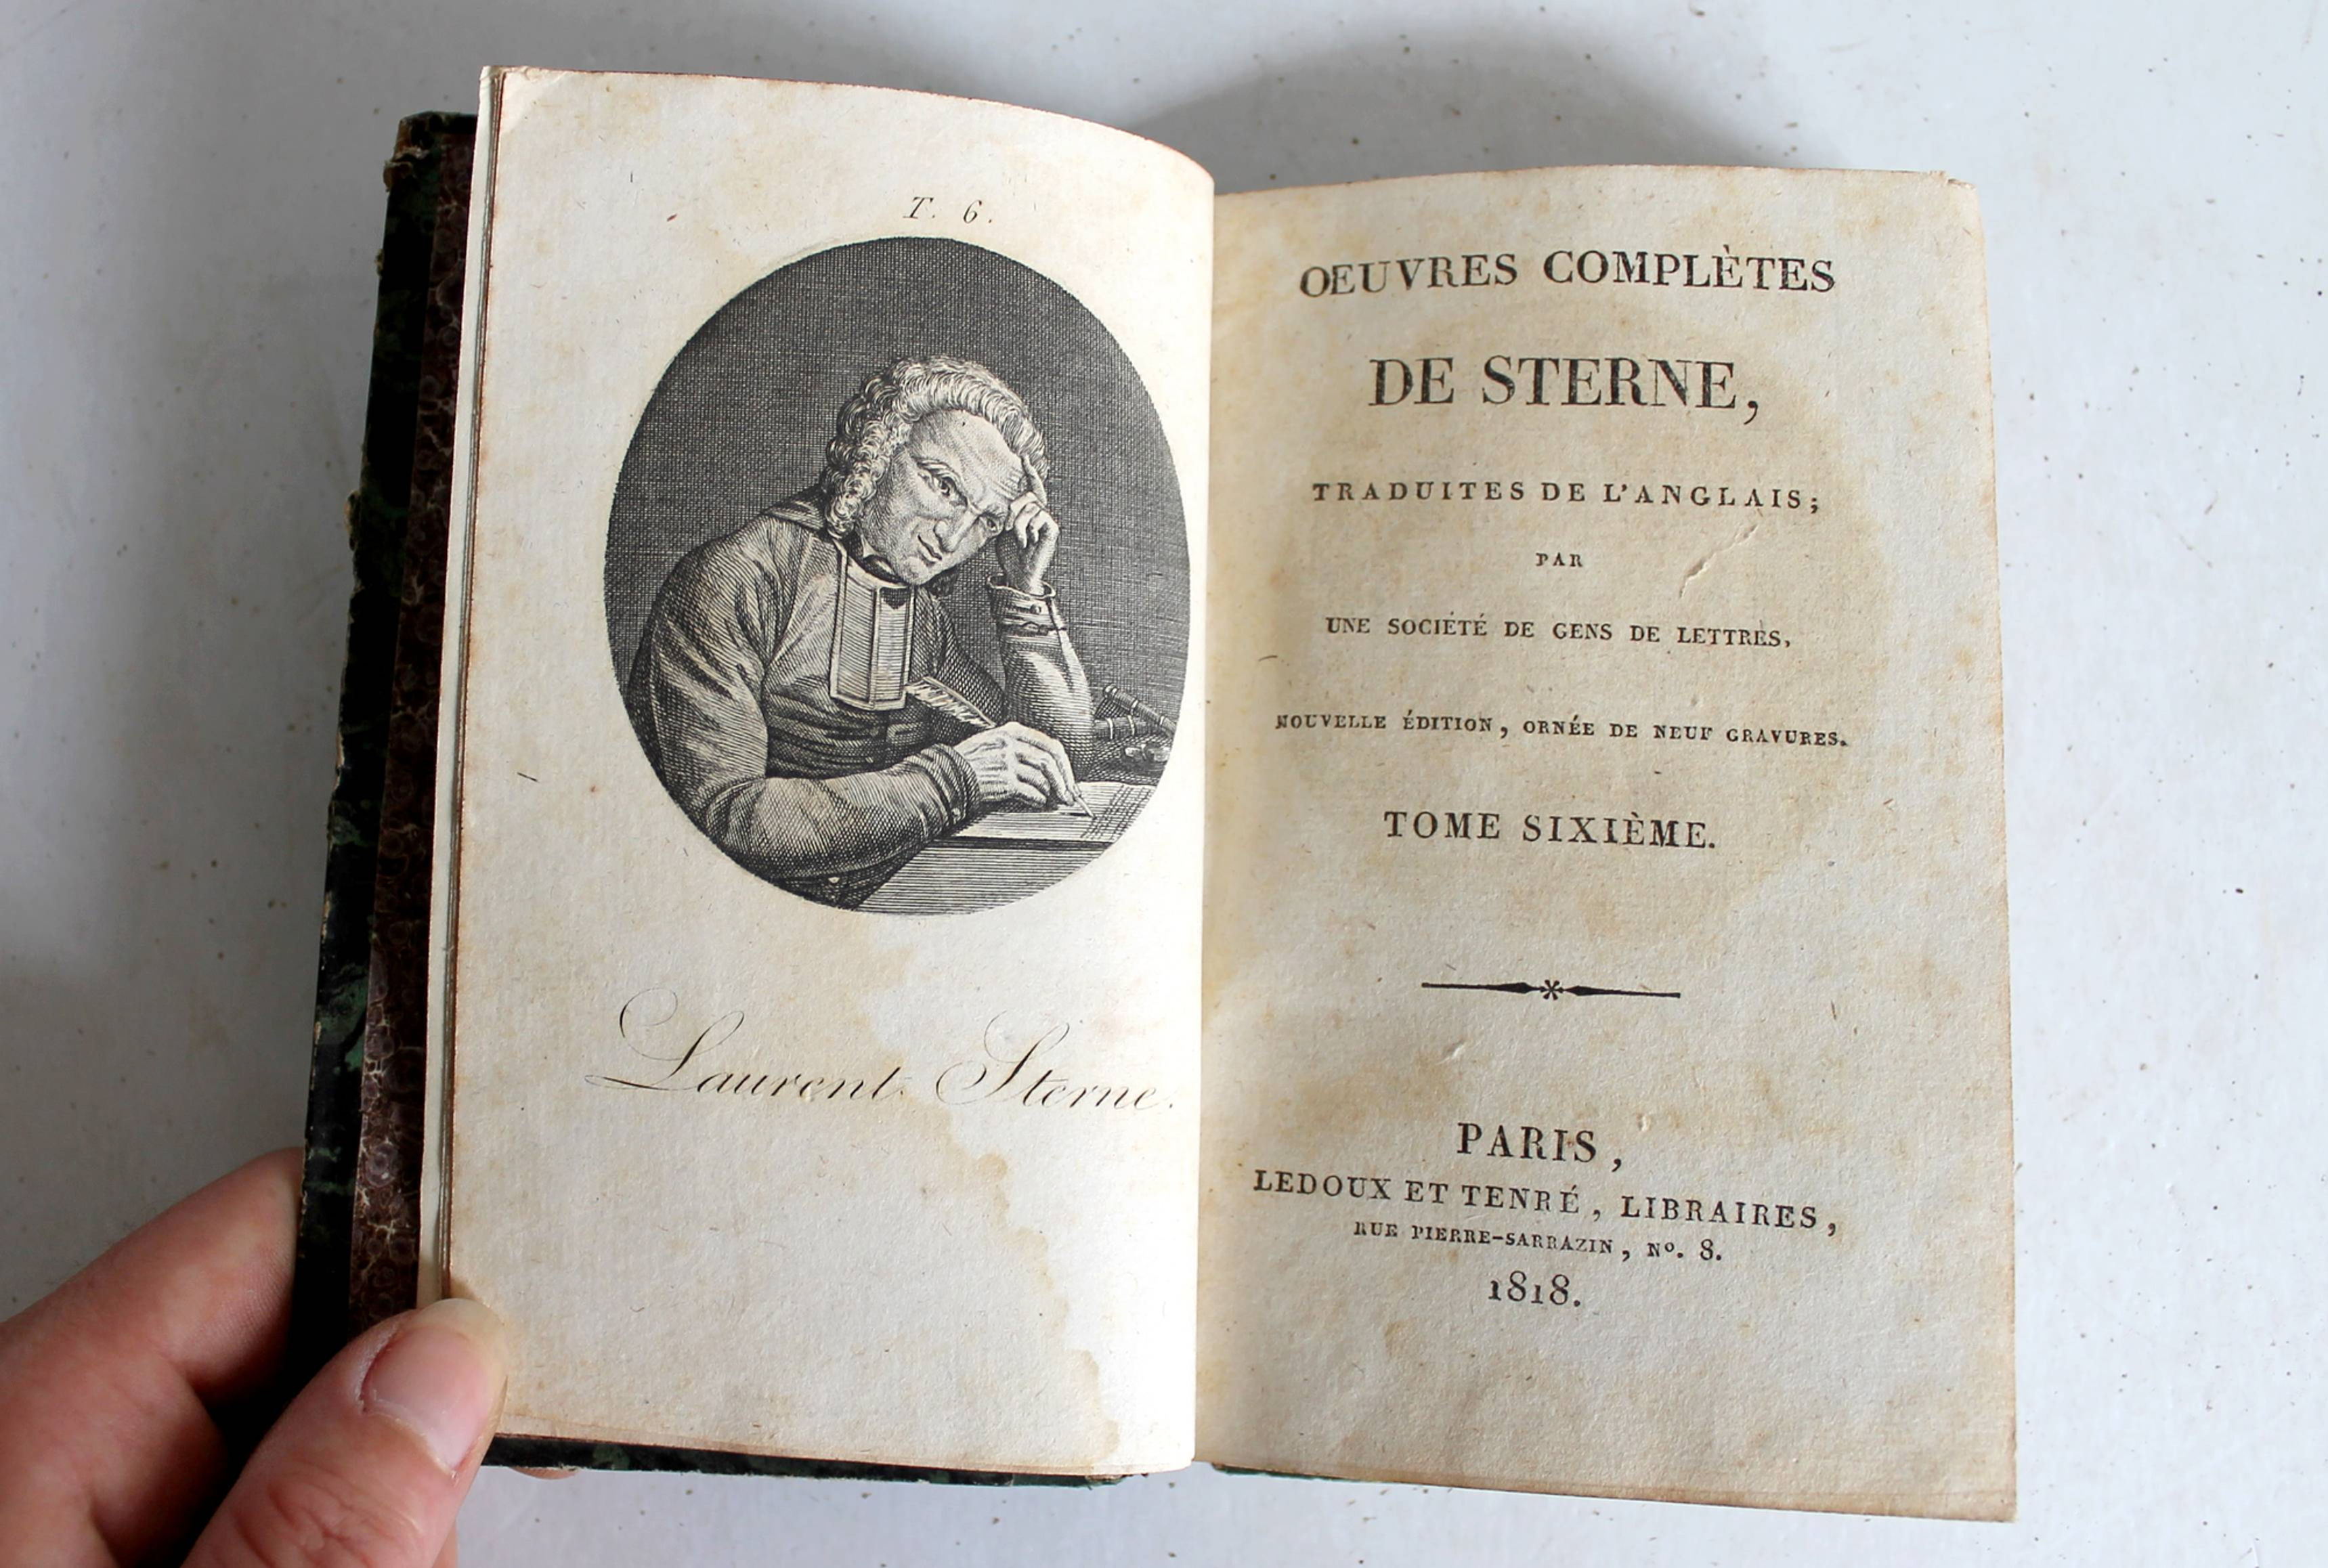 T. 6.
Laurent Sterne.
OEUVRES COMPLÈTES
DE STERNE,
TRADUITES DE L'ANGLAIS;
PAR
UNE SOCIÉTÉ DE GENS DE LETTRES,
NOUVELLE ÉDITION, ORNÉE DE NEUF GRAVURES.
TOME SIXIÈME.
PARIS,
LEDOUX ET TENRÉ, LIBRAIRES,
RUE PIERRE-SARRAZIN, Nº. 8.
1818.